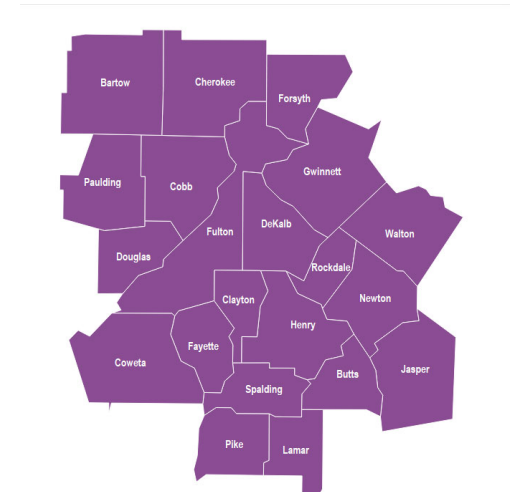 Bartow
Cherokee
Forsyth
Gwinnett
Paulding
Cobb
DeKalb
Fulton
Walton
Douglas
Rockdale
Clayton
Newton
Henry
Fayette
Coweta
Jasper
Butts
Spalding
Pike
Lamar